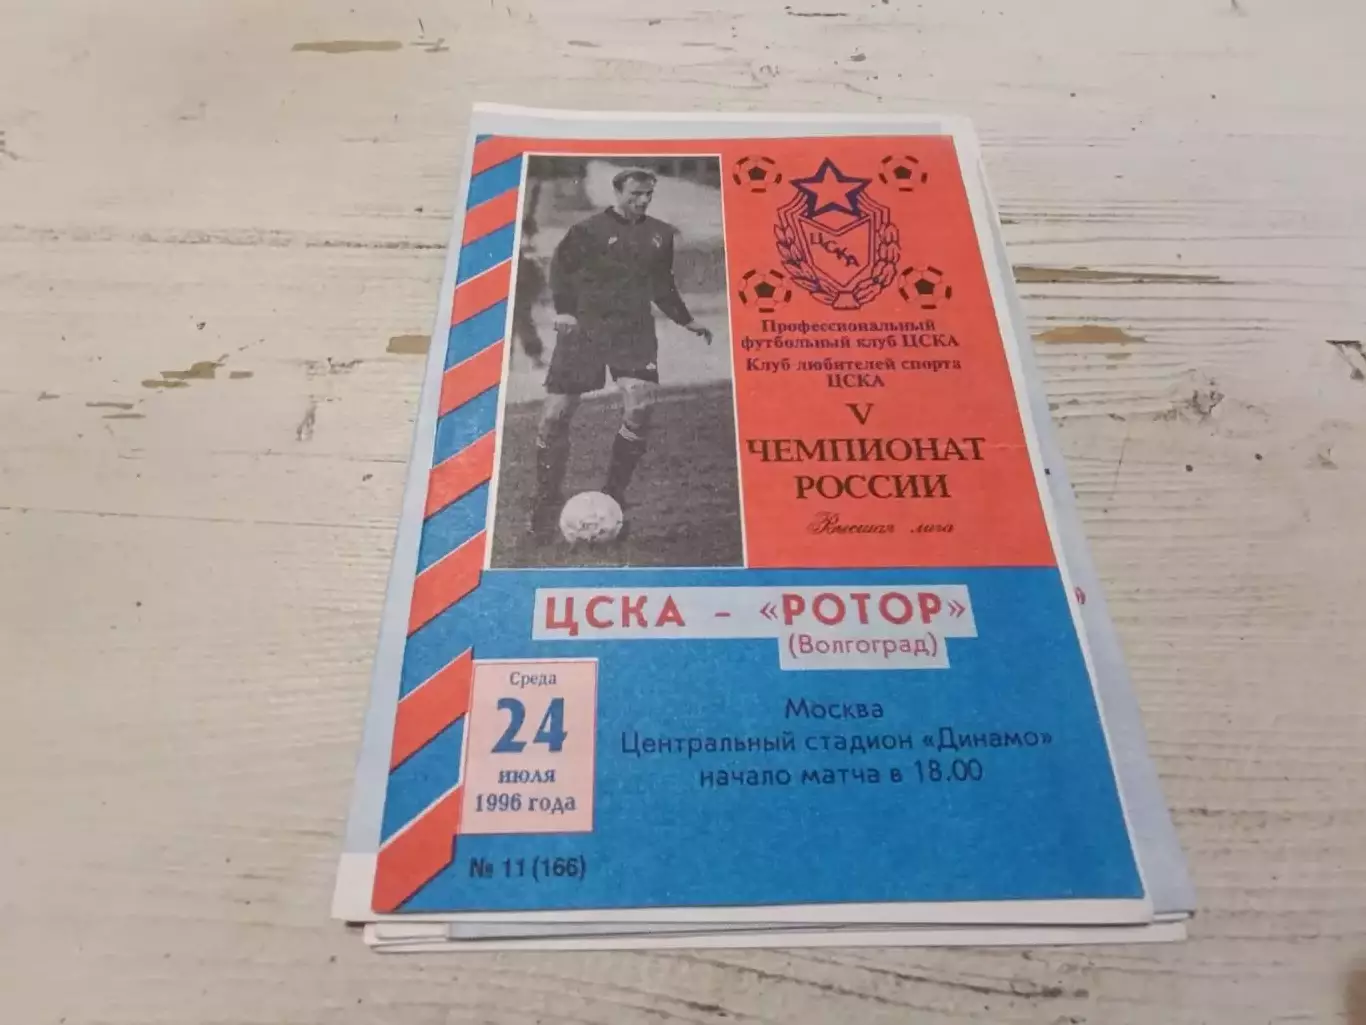 ЦСКА
Профессиональный
футбольный клуб ЦСКА
Клуб любителей спорта
ЦСКА
V
ЧЕМПИОНАТ
РОССИИ
Высшая лига
ЦСКА - «РОТОР»
(Волгоград)
»
Среда
24
июля
1996 года
Москва
Центральный стадион «Динамо»
начало матча в 18.00
№ 11 (166)